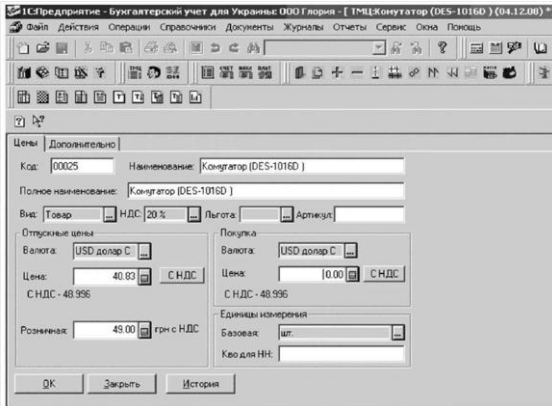 1С:Предприятие - Бухгалтерский учет для Украины: ООО Глория - [ ТМЦ:Комутатор (DES-1016D ) (04.12.08) *
Файл Действия Операции Справочники Документы Журналы Отчеты Сервис Окна Помощь
Цены Дополнительно
Код: 00025 Наименование: Комутатор (DES-1016D )
Полное наименование: Комутатор (DES-1016D )
Вид: Товар ... НДС: 20 % ... Льгота: ... Артикул:
Отпускные цены Покупка
Валюта: USD долар С ... Валюта: USD долар С ...
Цена: 40.83 С НДС Цена: 0.00 С НДС
С НДС - 48.996 С НДС - 48.996
Единицы измерения
Розничная: 49.00 грн с НДС Базовая: шт. ...
Кво для НН:
OK Закрыть История